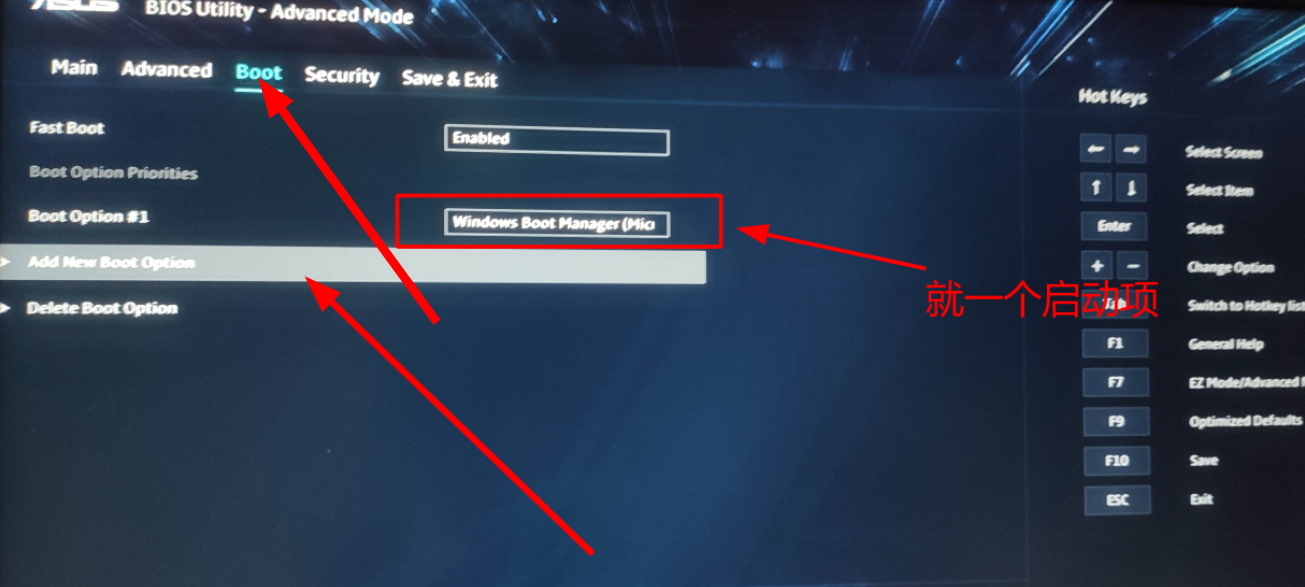 ASUS BIOS Utility - Advanced Mode
Main Advanced Boot Security Save & Exit
Fast Boot
Enabled
Boot Option Priorities
Boot Option #1
Windows Boot Manager (Micr
Add New Boot Option
Delete Boot Option
就一个启动项
Hot Keys
← → Select Screen
↑ ↓ Select Item
Enter Select
+ - Change Option
Tab Switch to Hotkey list
F1 General Help
F7 EZ Mode/Advanced M
F9 Optimized Defaults
F10 Save
ESC Exit